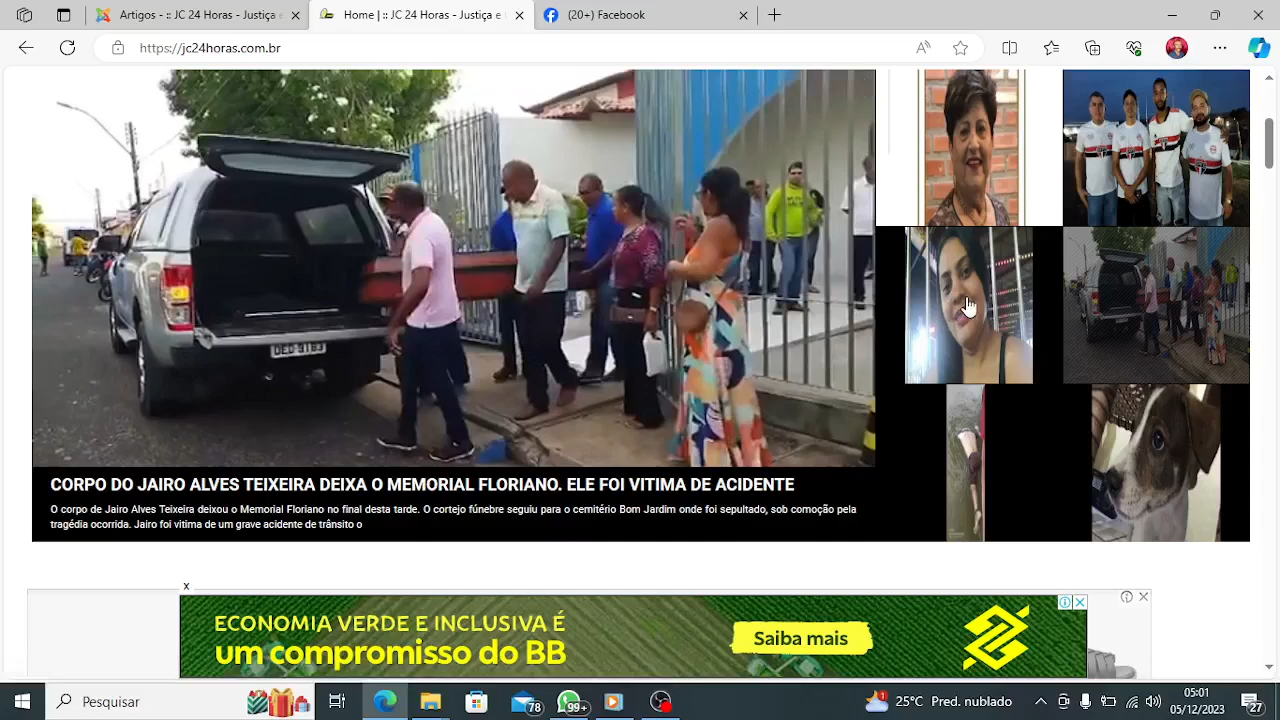 Artigos - :: JC 24 Horas - Justiça e
Home | :: JC 24 Horas - Justiça e
(20+) Facebook
https://jc24horas.com.br
CORPO DO JAIRO ALVES TEIXEIRA DEIXA O MEMORIAL FLORIANO. ELE FOI VITIMA DE ACIDENTE
O corpo de Jairo Alves Teixeira deixou o Memorial Floriano no final desta tarde. O cortejo fúnebre seguiu para o cemitério Bom Jardim onde foi sepultado, sob comoção pela
tragédia ocorrida. Jairo foi vitima de um grave acidente de trânsito o
x
ECONOMIA VERDE E INCLUSIVA É
um compromisso do BB
Saiba mais
Pesquisar
78
99+
1
25°C Pred. nublado
05:01
05/12/2023
27